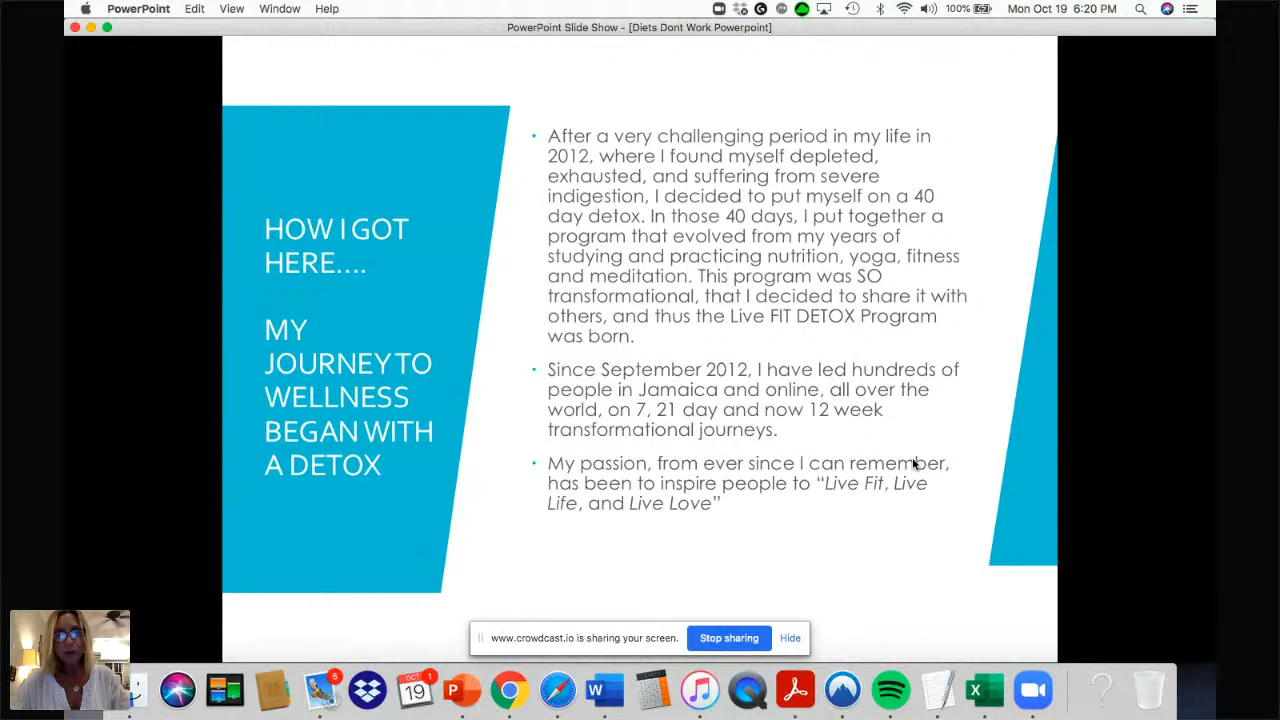 PowerPoint Edit View Window Help 100% Mon Oct 19 6:20 PM
PowerPoint Slide Show - [Diets Dont Work Powerpoint]
HOW I GOT
HERE....
MY
JOURNEY TO
WELLNESS
BEGAN WITH
A DETOX
• After a very challenging period in my life in
2012, where I found myself depleted,
exhausted, and suffering from severe
indigestion, I decided to put myself on a 40
day detox. In those 40 days, I put together a
program that evolved from my years of
studying and practicing nutrition, yoga, fitness
and meditation. This program was SO
transformational, that I decided to share it with
others, and thus the Live FIT DETOX Program
was born.
• Since September 2012, I have led hundreds of
people in Jamaica and online, all over the
world, on 7, 21 day and now 12 week
transformational journeys.
• My passion, from ever since I can remember,
has been to inspire people to “Live Fit, Live
Life, and Live Love”
www.crowdcast.io is sharing your screen. Stop sharing Hide
5
OCT 1
19
P
W
X
?